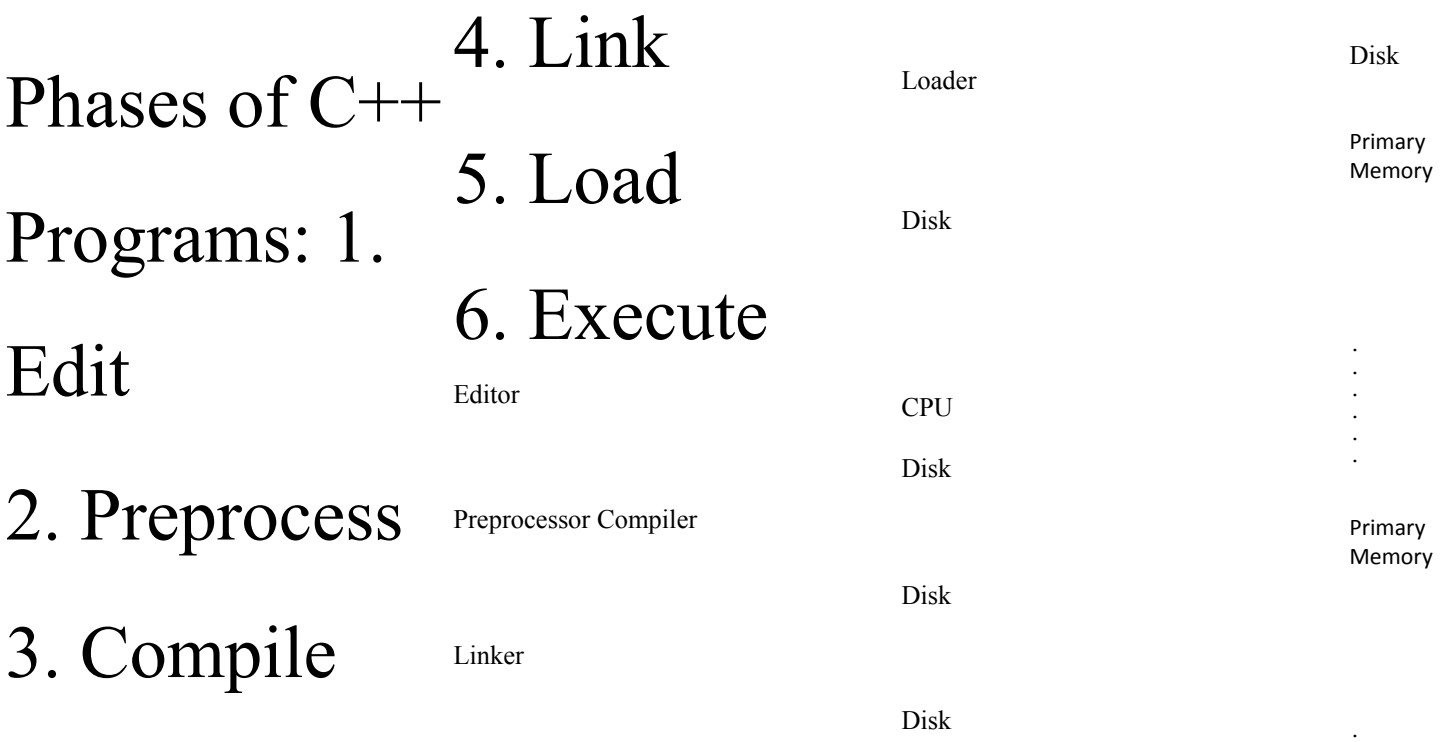 Phases of C++
Programs: 1.
Edit
2. Preprocess
3. Compile
4. Link
5. Load
6. Execute
Editor
Preprocessor Compiler
Linker
Loader
Disk
CPU
Disk
Disk
Disk
Disk
Primary
Memory
.
.
.
.
.
.
Primary
Memory
.